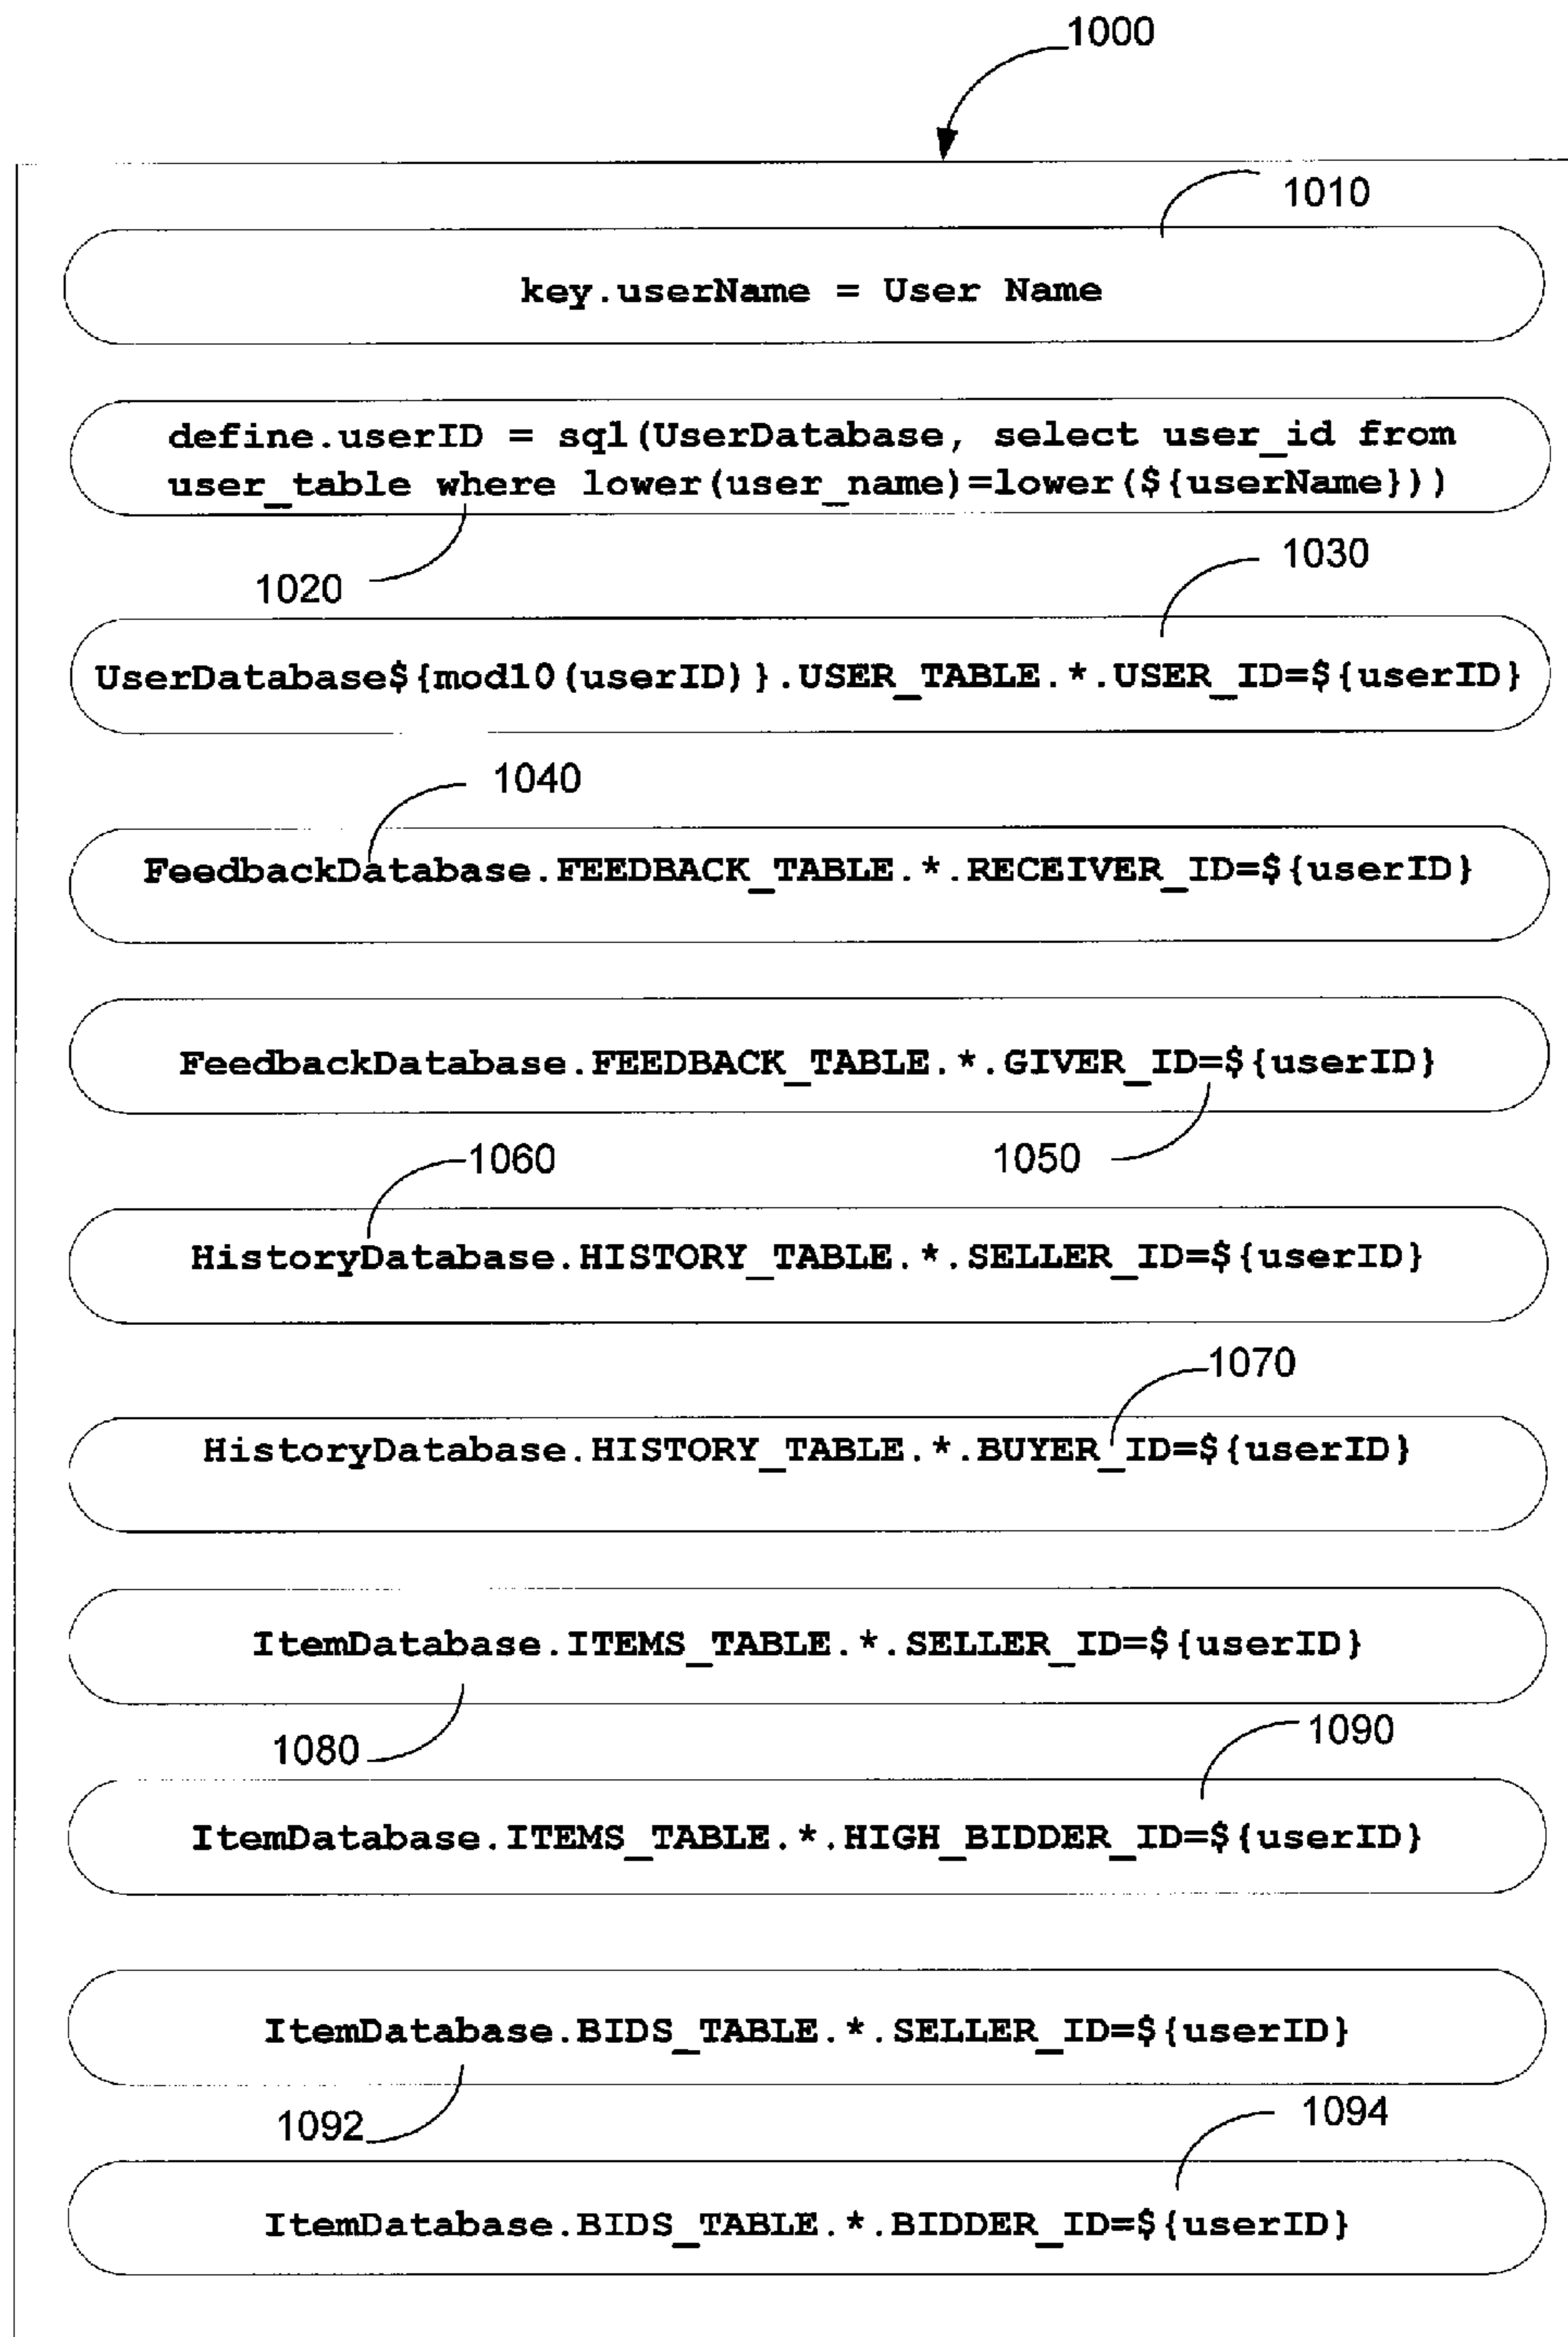 1000
1010
key.userName = User Name
define.userID = sql(UserDatabase, select user_id from
user_table where lower(user_name)=lower(${userName}))
1020
1030
UserDatabase${mod10(userID)}.USER_TABLE.*.USER_ID=${userID}
1040
FeedbackDatabase.FEEDBACK_TABLE.*.RECEIVER_ID=${userID}
FeedbackDatabase.FEEDBACK_TABLE.*.GIVER_ID=${userID}
1060
1050
HistoryDatabase.HISTORY_TABLE.*.SELLER_ID=${userID}
1070
HistoryDatabase.HISTORY_TABLE.*.BUYER_ID=${userID}
ItemDatabase.ITEMS_TABLE.*.SELLER_ID=${userID}
1080
1090
ItemDatabase.ITEMS_TABLE.*.HIGH_BIDDER_ID=${userID}
ItemDatabase.BIDS_TABLE.*.SELLER_ID=${userID}
1092
1094
ItemDatabase.BIDS_TABLE.*.BIDDER_ID=${userID}